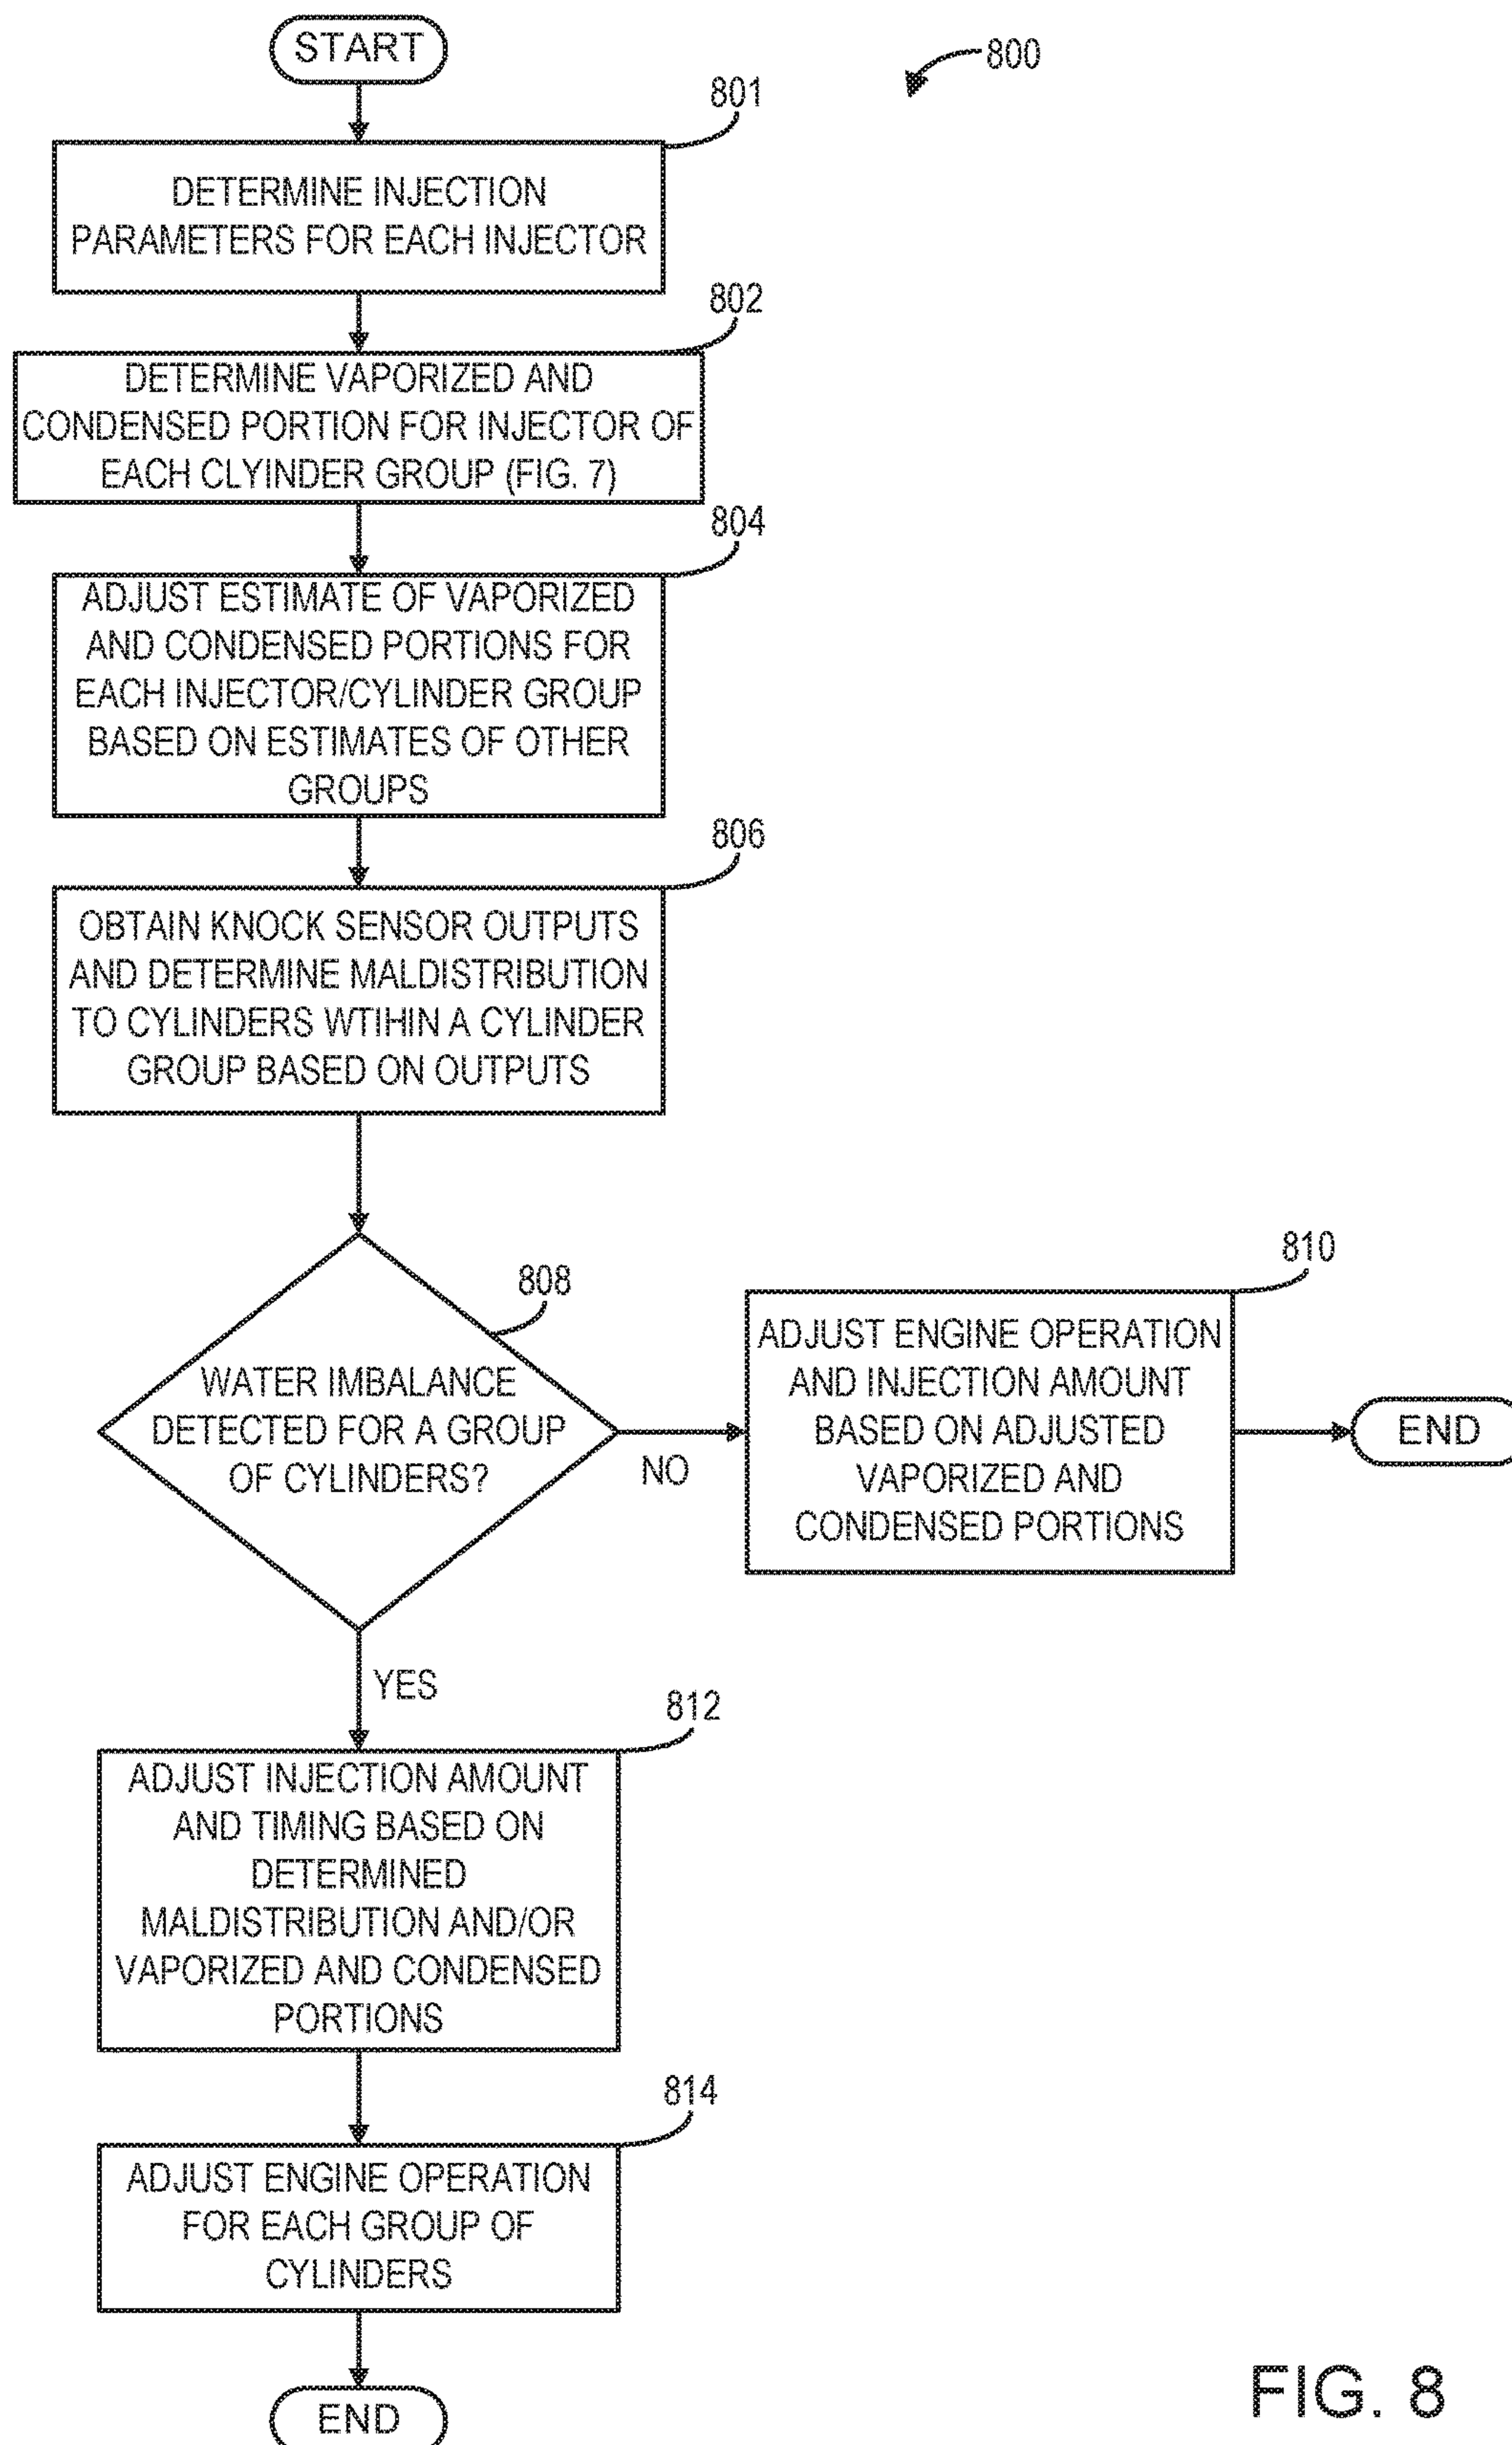 START
800
801
DETERMINE INJECTION
PARAMETERS FOR EACH INJECTOR
802
DETERMINE VAPORIZED AND
CONDENSED PORTION FOR INJECTOR OF
EACH CLYINDER GROUP (FIG. 7)
804
ADJUST ESTIMATE OF VAPORIZED
AND CONDENSED PORTIONS FOR
EACH INJECTOR/CYLINDER GROUP
BASED ON ESTIMATES OF OTHER
GROUPS
806
OBTAIN KNOCK SENSOR OUTPUTS
AND DETERMINE MALDISTRIBUTION
TO CYLINDERS WTIHIN A CYLINDER
GROUP BASED ON OUTPUTS
808
WATER IMBALANCE
DETECTED FOR A GROUP
OF CYLINDERS?
NO
810
ADJUST ENGINE OPERATION
AND INJECTION AMOUNT
BASED ON ADJUSTED
VAPORIZED AND
CONDENSED PORTIONS
END
YES
812
ADJUST INJECTION AMOUNT
AND TIMING BASED ON
DETERMINED
MALDISTRIBUTION AND/OR
VAPORIZED AND CONDENSED
PORTIONS
814
ADJUST ENGINE OPERATION
FOR EACH GROUP OF
CYLINDERS
END
FIG. 8